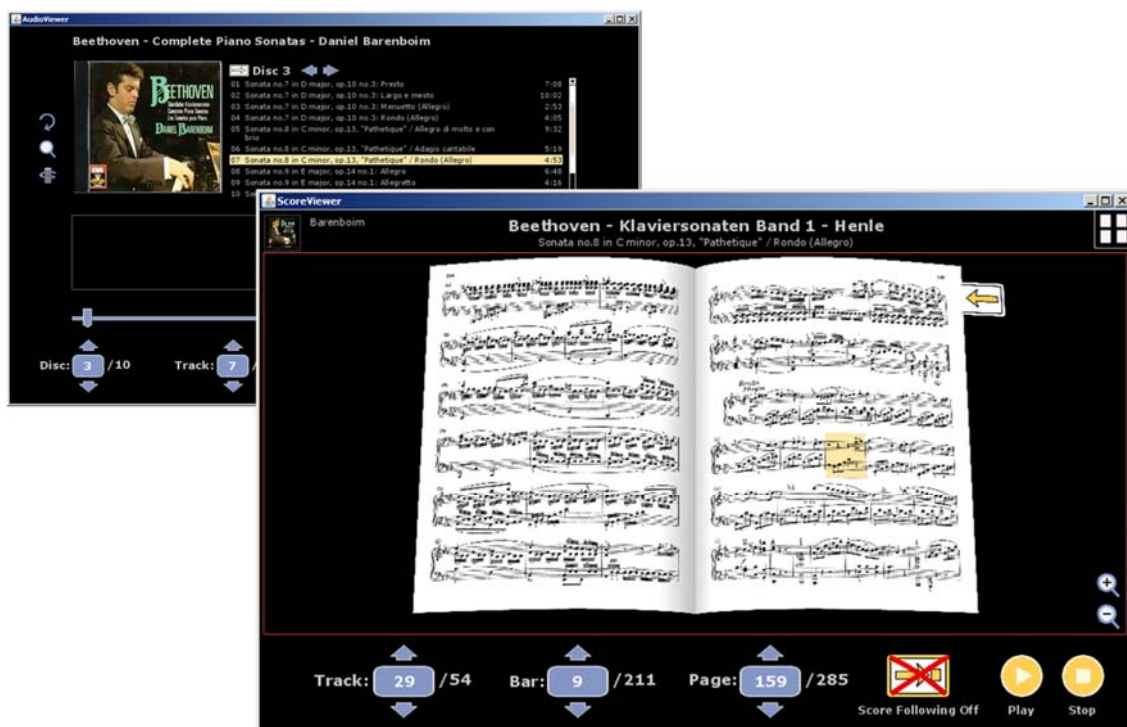 AudioViewer
Beethoven - Complete Piano Sonatas - Daniel Barenboim
BEETHOVEN
DANIEL BARENBOIM
Disc 3
01 Sonata no.7 in D major, op.10 no.3: Presto 7:08
02 Sonata no.7 in D major, op.10 no.3: Largo e mesto 10:02
03 Sonata no.7 in D major, op.10 no.3: Menuetto (Allegro) 2:53
04 Sonata no.7 in D major, op.10 no.3: Rondo (Allegro) 4:05
05 Sonata no.8 in C minor, op.13, "Pathetique" / Allegro di molto e con 9:32
brio
06 Sonata no.8 in C minor, op.13, "Pathetique" / Adagio cantabile 5:19
07 Sonata no.8 in C minor, op.13, "Pathetique" / Rondo (Allegro) 4:53
08 Sonata no.9 in E major, op.14 no.1: Allegro 6:48
09 Sonata no.9 in E major, op.14 no.1: Allegretto 4:16
10
Disc: 3 /10 Track: 7 /
ScoreViewer
Barenboim
Beethoven - Klaviersonaten Band 1 - Henle
Sonata no.8 in C minor, op.13, "Pathetique" / Rondo (Allegro)
Track: 29 /54 Bar: 9 /211 Page: 159 /285
Score Following Off Play Stop